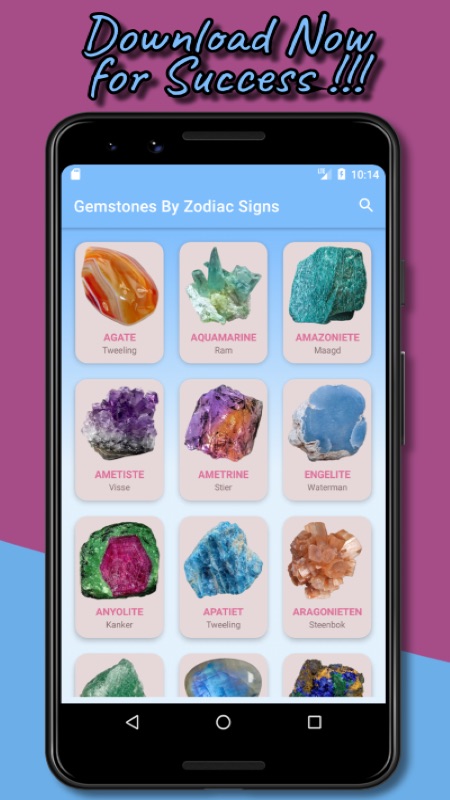 Download Now
for Success !!!
10:14
Gemstones By Zodiac Signs
AGATE
Tweeling
AQUAMARINE
Ram
AMAZONIETE
Maagd
AMETISTE
Visse
AMETRINE
Stier
ENGELITE
Waterman
ANYOLITE
Kanker
APATIET
Tweeling
ARAGONIETEN
Steenbok